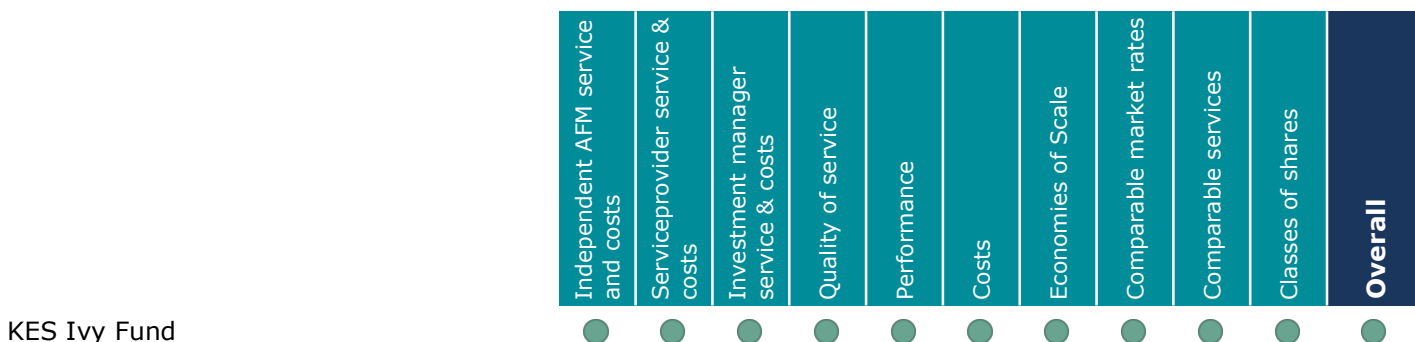 Independent AFM service
and costs
Serviceprovider service &
costs
Investment manager
service & costs
Quality of service
Performance
Costs
Economies of Scale
Comparable market rates
Comparable services
Classes of shares
Overall
KES Ivy Fund